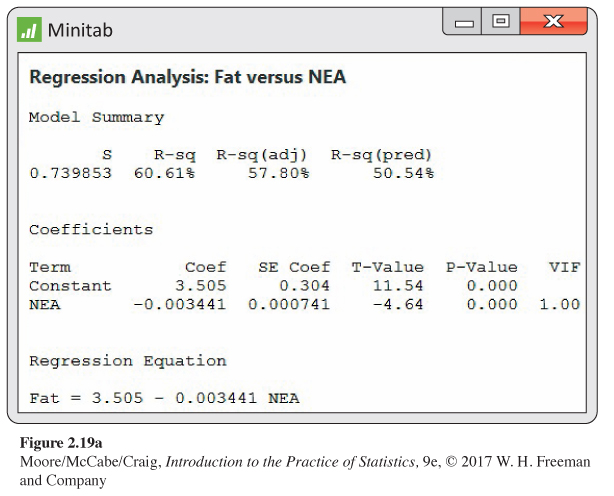 Minitab
Regression Analysis: Fat versus NEA
Model Summary
S R-sq R-sq(adj) R-sq(pred)
0.739853 60.61% 57.80% 50.54%
Coefficients
Term Coef SE Coef T-Value P-Value VIF
Constant 3.505 0.304 11.54 0.000
NEA -0.003441 0.000741 -4.64 0.000 1.00
Regression Equation
Fat = 3.505 - 0.003441 NEA
Figure 2.19a
Moore/McCabe/Craig, Introduction to the Practice of Statistics, 9e, © 2017 W. H. Freeman
and Company